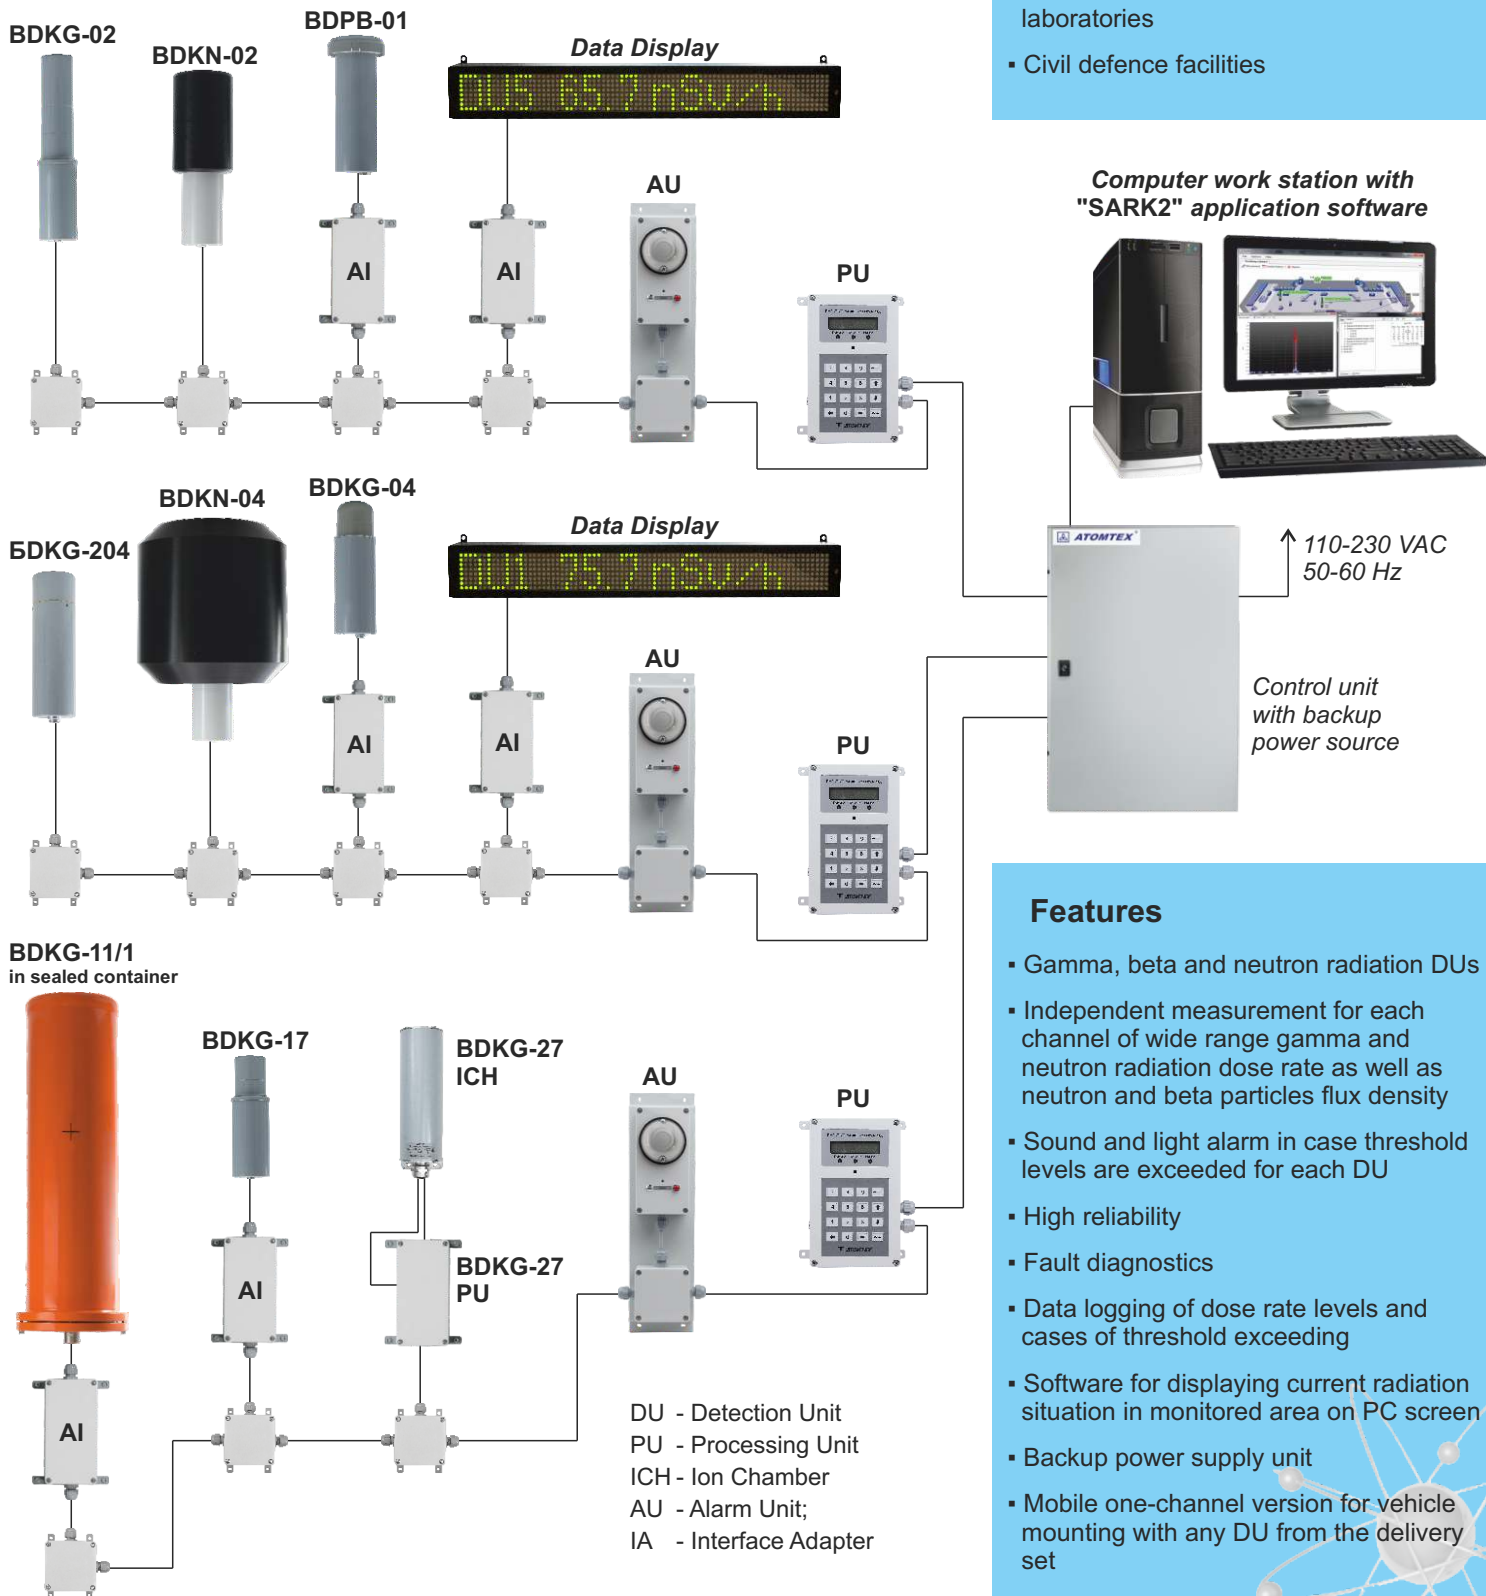 laboratories
▪ Civil defence facilities
BDKG-02
BDKN-02
BDPB-01
Data Display
DU5 65.7 nSv/h
AU
AI
AI
PU
ATOMTEX
Computer work station with
"SARK2" application software
БDKG-204
BDKN-04
BDKG-04
Data Display
DU1 75.7 nSv/h
AU
AI
AI
PU
ATOMTEX
ATOMTEX
110-230 VAC
50-60 Hz
Control unit
with backup
power source
BDKG-11/1
in sealed container
BDKG-17
BDKG-27
ICH
AU
PU
ATOMTEX
AI
BDKG-27
PU
AI
DU - Detection Unit
PU - Processing Unit
ICH - Ion Chamber
AU - Alarm Unit;
IA - Interface Adapter
Features
▪ Gamma, beta and neutron radiation DUs
▪ Independent measurement for each
channel of wide range gamma and
neutron radiation dose rate as well as
neutron and beta particles flux density
▪ Sound and light alarm in case threshold
levels are exceeded for each DU
▪ High reliability
▪ Fault diagnostics
▪ Data logging of dose rate levels and
cases of threshold exceeding
▪ Software for displaying current radiation
situation in monitored area on PC screen
▪ Backup power supply unit
▪ Mobile one-channel version for vehicle
mounting with any DU from the delivery
set